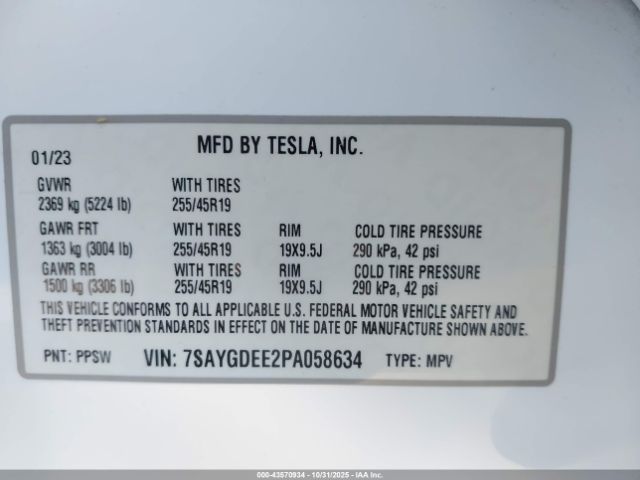 MFD BY TESLA, INC.
01/23
GVWR WITH TIRES
2369 kg (5224 lb) 255/45R19
GAWR FRT WITH TIRES RIM COLD TIRE PRESSURE
1363 kg (3004 lb) 255/45R19 19X9.5J 290 kPa, 42 psi
GAWR RR WITH TIRES RIM COLD TIRE PRESSURE
1500 kg (3306 lb) 255/45R19 19X9.5J 290 kPa, 42 psi
THIS VEHICLE CONFORMS TO ALL APPLICABLE U.S. FEDERAL MOTOR VEHICLE SAFETY AND
THEFT PREVENTION STANDARDS IN EFFECT ON THE DATE OF MANUFACTURE SHOWN ABOVE.
PNT: PPSW VIN: 7SAYGDEE2PA058634 TYPE: MPV
000-43570934 - 10/31/2025 - IAA Inc.